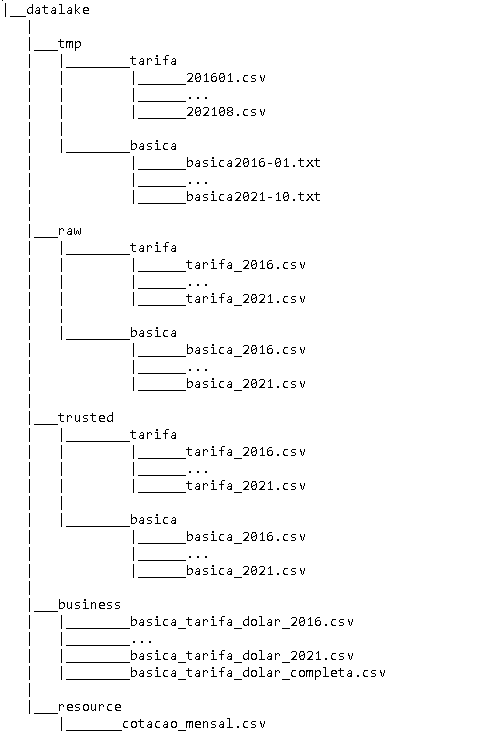 |__datalake
|
|___tmp
|   |________tarifa
|   |        |______201601.csv
|   |        |______...
|   |        |______202108.csv
|   |
|   |________basica
|            |______basica2016-01.txt
|            |______...
|            |______basica2021-10.txt
|
|___raw
|   |________tarifa
|   |        |______tarifa_2016.csv
|   |        |______...
|   |        |______tarifa_2021.csv
|   |
|   |________basica
|            |______basica_2016.csv
|            |______...
|            |______basica_2021.csv
|
|___trusted
|   |________tarifa
|   |        |______tarifa_2016.csv
|   |        |______...
|   |        |______tarifa_2021.csv
|   |
|   |________basica
|            |______basica_2016.csv
|            |______...
|            |______basica_2021.csv
|
|___business
|   |________basica_tarifa_dolar_2016.csv
|   |________...
|   |________basica_tarifa_dolar_2021.csv
|   |________basica_tarifa_dolar_completa.csv
|
|___resource
    |_______cotacao_mensal.csv